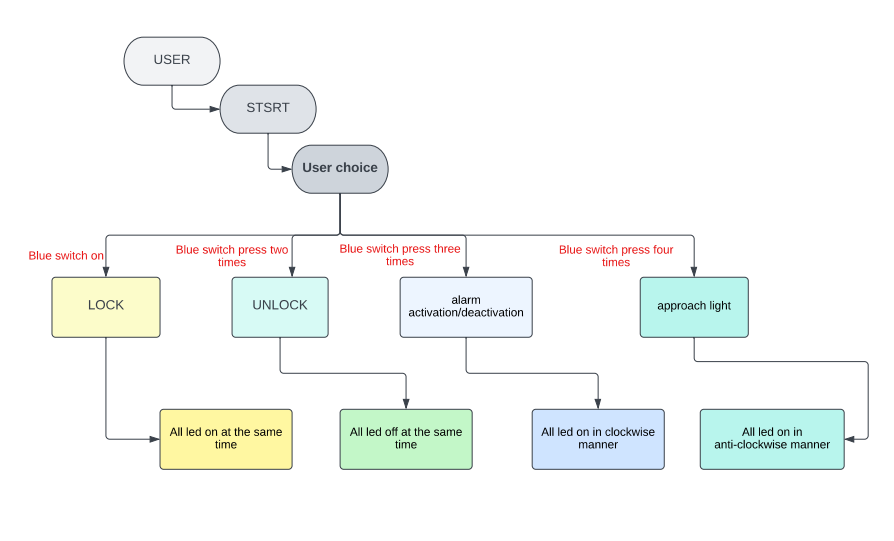 USER
STSRT
User choice
Blue switch on
Blue switch press two
times
Blue switch press three
times
Blue switch press four
times
LOCK
UNLOCK
alarm
activation/deactivation
approach light
All led on at the same
time
All led off at the same
time
All led on in clockwise
manner
All led on in
anti-clockwise manner